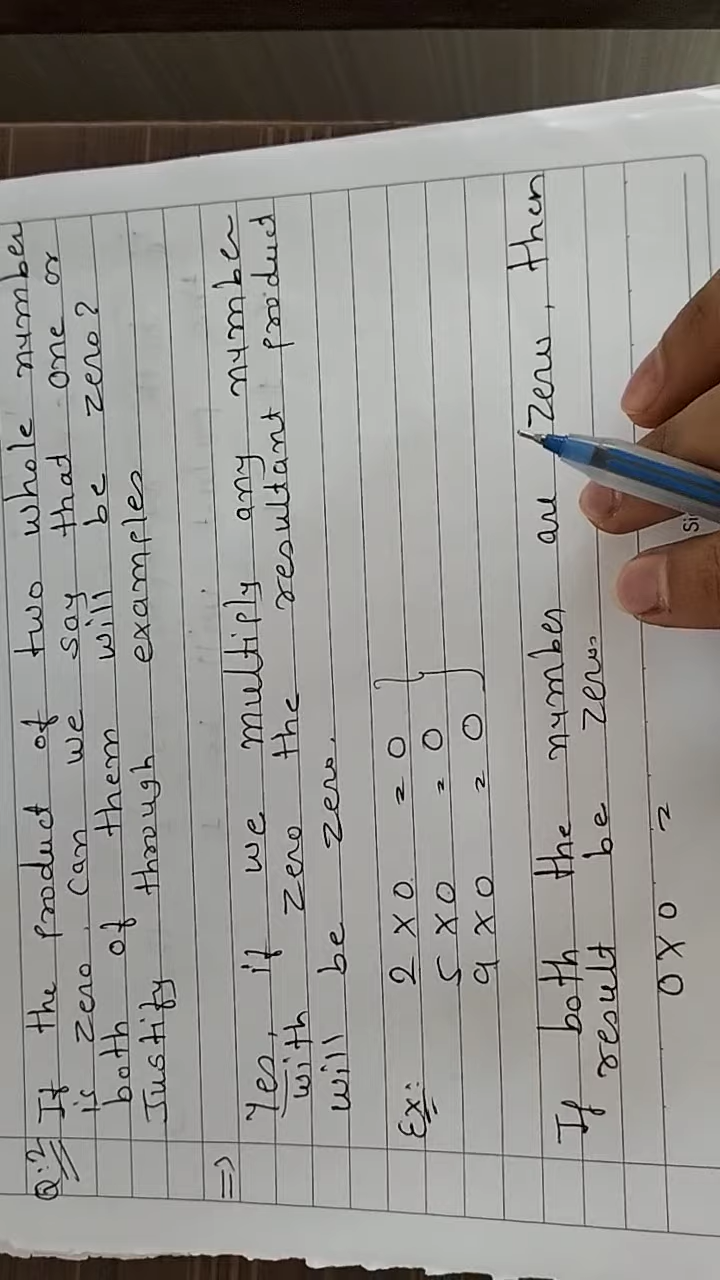 Q:2 If the product of two whole number
is zero, can we say that one or
both of them will be zero?
Justify through examples
=> Yes, if we multiply any number
with zero the resultant product
will be zero.
Ex: 2 X 0 = 0
5 X 0 = 0
9 X 0 = 0
If both the number are zero, then
result be zero.
0 X 0 =